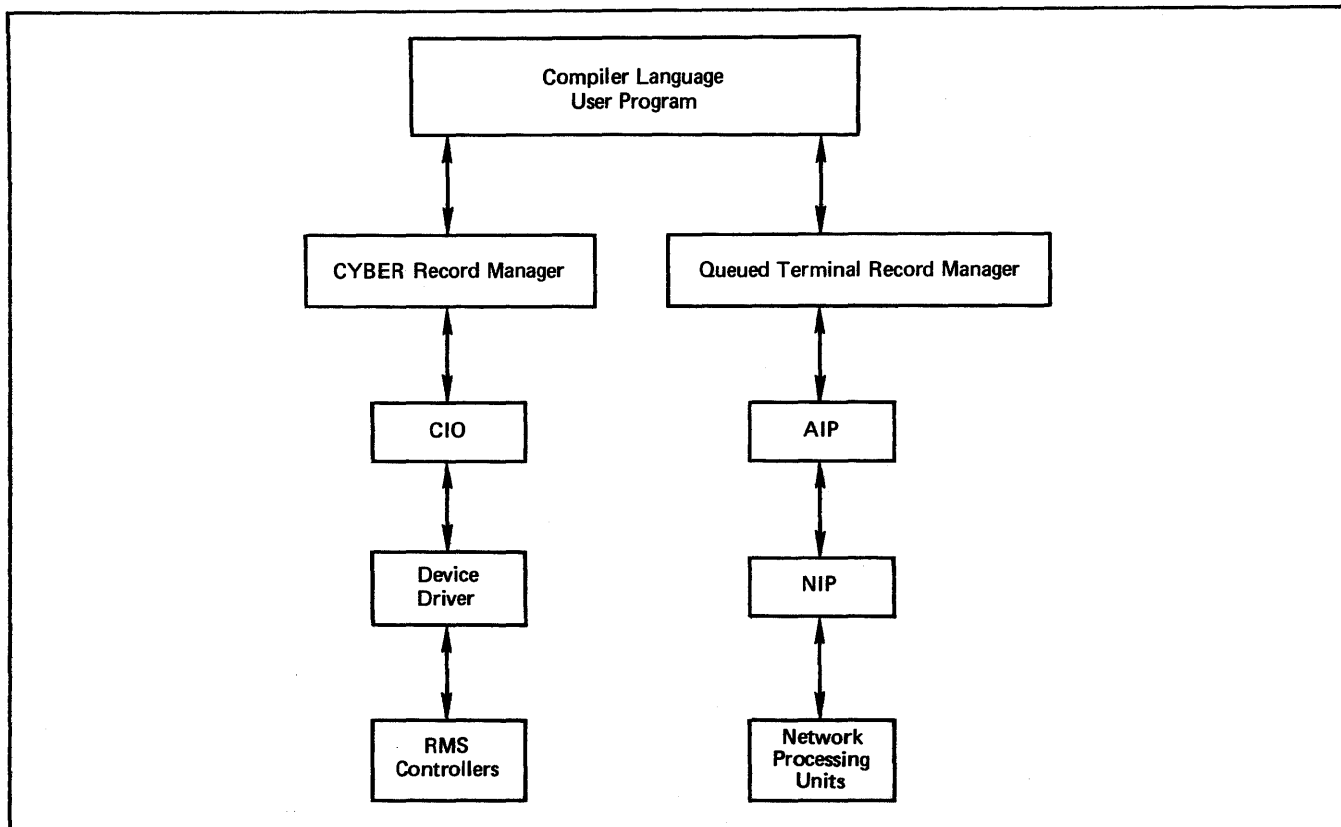 Compiler Language
User Program
CYBER Record Manager
Queued Terminal Record Manager
CIO
AIP
Device
Driver
NIP
RMS
Controllers
Network
Processing
Units